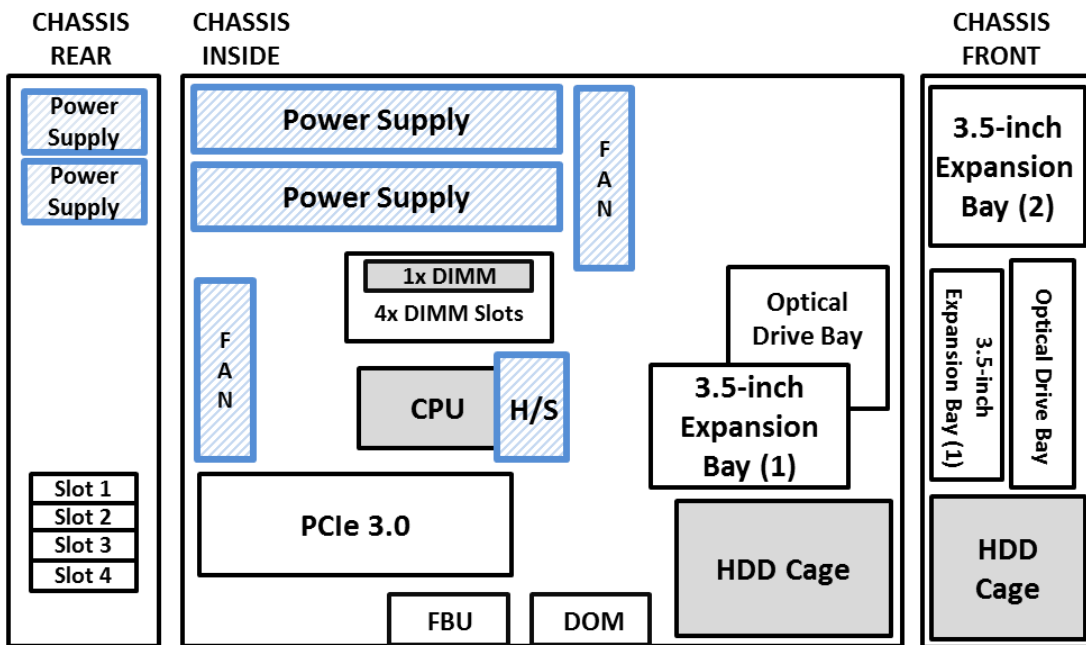 CHASSIS
REAR
Power
Supply
Power
Supply
Slot 1
Slot 2
Slot 3
Slot 4
CHASSIS
INSIDE
Power Supply
Power Supply
F
A
N
1x DIMM
4x DIMM Slots
F
A
N
CPU
H/S
Optical
Drive Bay
3.5-inch
Expansion
Bay (1)
PCIe 3.0
HDD Cage
FBU
DOM
CHASSIS
FRONT
3.5-inch
Expansion
Bay (2)
3.5-inch
Expansion Bay (1)
Optical Drive Bay
HDD
Cage